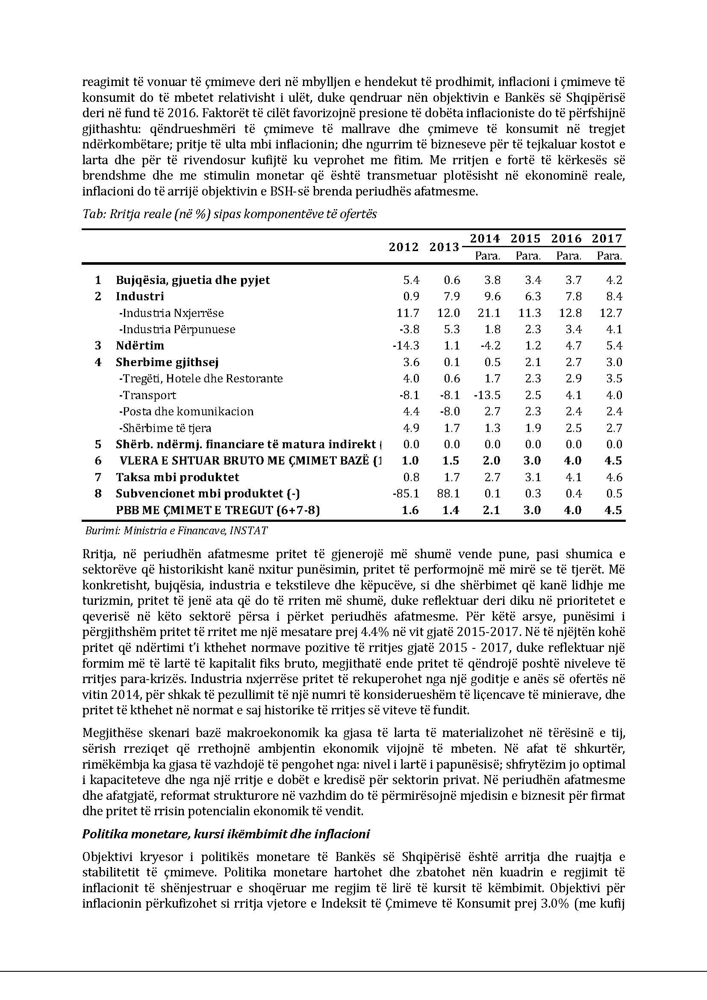 reagimit të vonuar të çmimeve deri në mbylljen e hendekut të prodhimit, inflacioni i çmimeve të
konsumit do të mbetet relativisht i ulët, duke qendruar nën objektivin e Bankës së Shqipërisë
deri në fund të 2016. Faktorët të cilët favorizojnë presione të dobëta inflacioniste do të përfshijnë
gjithashtu: qëndrueshmëri të çmimeve të mallrave dhe çmimeve të konsumit në tregjet
ndërkombëtare; pritje të ulta mbi inflacionin; dhe ngurrim të bizneseve për të tejkaluar kostot e
larta dhe për të rivendosur kufijtë ku veprohet me fitim. Me rritjen e fortë të kërkesës së
brendshme dhe me stimulin monetar që është transmetuar plotësisht në ekonominë reale,
inflacioni do të arrijë objektivin e BSH-së brenda periudhës afatmesme.
Tab: Rritja reale (në %) sipas komponentëve të ofertës
2012 2013 2014 2015 2016 2017
Para. Para. Para. Para.
1 Bujqësia, gjuetia dhe pyjet 5.4 0.6 3.8 3.4 3.7 4.2
2 Industri 0.9 7.9 9.6 6.3 7.8 8.4
-Industria Nxjerrëse 11.7 12.0 21.1 11.3 12.8 12.7
-Industria Përpunuese -3.8 5.3 1.8 2.3 3.4 4.1
3 Ndërtim -14.3 1.1 -4.2 1.2 4.7 5.4
4 Sherbime gjithsej 3.6 0.1 0.5 2.1 2.7 3.0
-Tregëti, Hotele dhe Restorante 4.0 0.6 1.7 2.3 2.9 3.5
-Transport -8.1 -8.1 -13.5 2.5 4.1 4.0
-Posta dhe komunikacion 4.4 -8.0 2.7 2.3 2.4 2.4
-Shërbime të tjera 4.9 1.7 1.3 1.9 2.5 2.7
5 Shërb. ndërmj. financiare të matura indirekt ( 0.0 0.0 0.0 0.0 0.0 0.0
6 VLERA E SHTUAR BRUTO ME ÇMIMET BAZË (1 1.0 1.5 2.0 3.0 4.0 4.5
7 Taksa mbi produktet 0.8 1.7 2.7 3.1 4.1 4.6
8 Subvencionet mbi produktet (-) -85.1 88.1 0.1 0.3 0.4 0.5
PBB ME ÇMIMET E TREGUT (6+7-8) 1.6 1.4 2.1 3.0 4.0 4.5
Burimi: Ministria e Financave, INSTAT
Rritja, në periudhën afatmesme pritet të gjenerojë më shumë vende pune, pasi shumica e
sektorëve që historikisht kanë nxitur punësimin, pritet të performojnë më mirë se të tjerët. Më
konkretisht, bujqësia, industria e tekstileve dhe këpucëve, si dhe shërbimet që kanë lidhje me
turizmin, pritet të jenë ata që do të rriten më shumë, duke reflektuar deri diku në prioritetet e
qeverisë në këto sektorë përsa i përket periudhës afatmesme. Për këtë arsye, punësimi i
përgjithshëm pritet të rritet me një mesatare prej 4.4% në vit gjatë 2015-2017. Në të njëjtën kohë
pritet që ndërtimi t’i kthehet normave pozitive të rritjes gjatë 2015 - 2017, duke reflektuar një
formim më të lartë të kapitalit fiks bruto, megjithatë ende pritet të qëndrojë poshtë niveleve të
rritjes para-krizës. Industria nxjerrëse pritet të rekuperohet nga një goditje e anës së ofertës në
vitin 2014, për shkak të pezullimit të një numri të konsiderueshëm të liçencave të minierave, dhe
pritet të kthehet në normat e saj historike të rritjes së viteve të fundit.
Megjithëse skenari bazë makroekonomik ka gjasa të larta të materializohet në tërësinë e tij,
sërish rreziqet që rrethojnë ambjentin ekonomik vijojnë të mbeten. Në afat të shkurtër,
rimëkëmbja ka gjasa të vazhdojë të pengohet nga: nivel i lartë i papunësisë; shfrytëzim jo optimal
i kapaciteteve dhe nga një rritje e dobët e kredisë për sektorin privat. Në periudhën afatmesme
dhe afatgjatë, reformat strukturore në vazhdim do të përmirësojnë mjedisin e biznesit për firmat
dhe pritet të rrisin potencialin ekonomik të vendit.
Politika monetare, kursi ikëmbimit dhe inflacioni
Objektivi kryesor i politikës monetare të Bankës së Shqipërisë është arritja dhe ruajtja e
stabilitetit të çmimeve. Politika monetare hartohet dhe zbatohet nën kuadrin e regjimit të
inflacionit të shënjestruar e shoqëruar me regjim të lirë të kursit të këmbimit. Objektivi për
inflacionin përkufizohet si rritja vjetore e Indeksit të Çmimeve të Konsumit prej 3.0% (me kufij